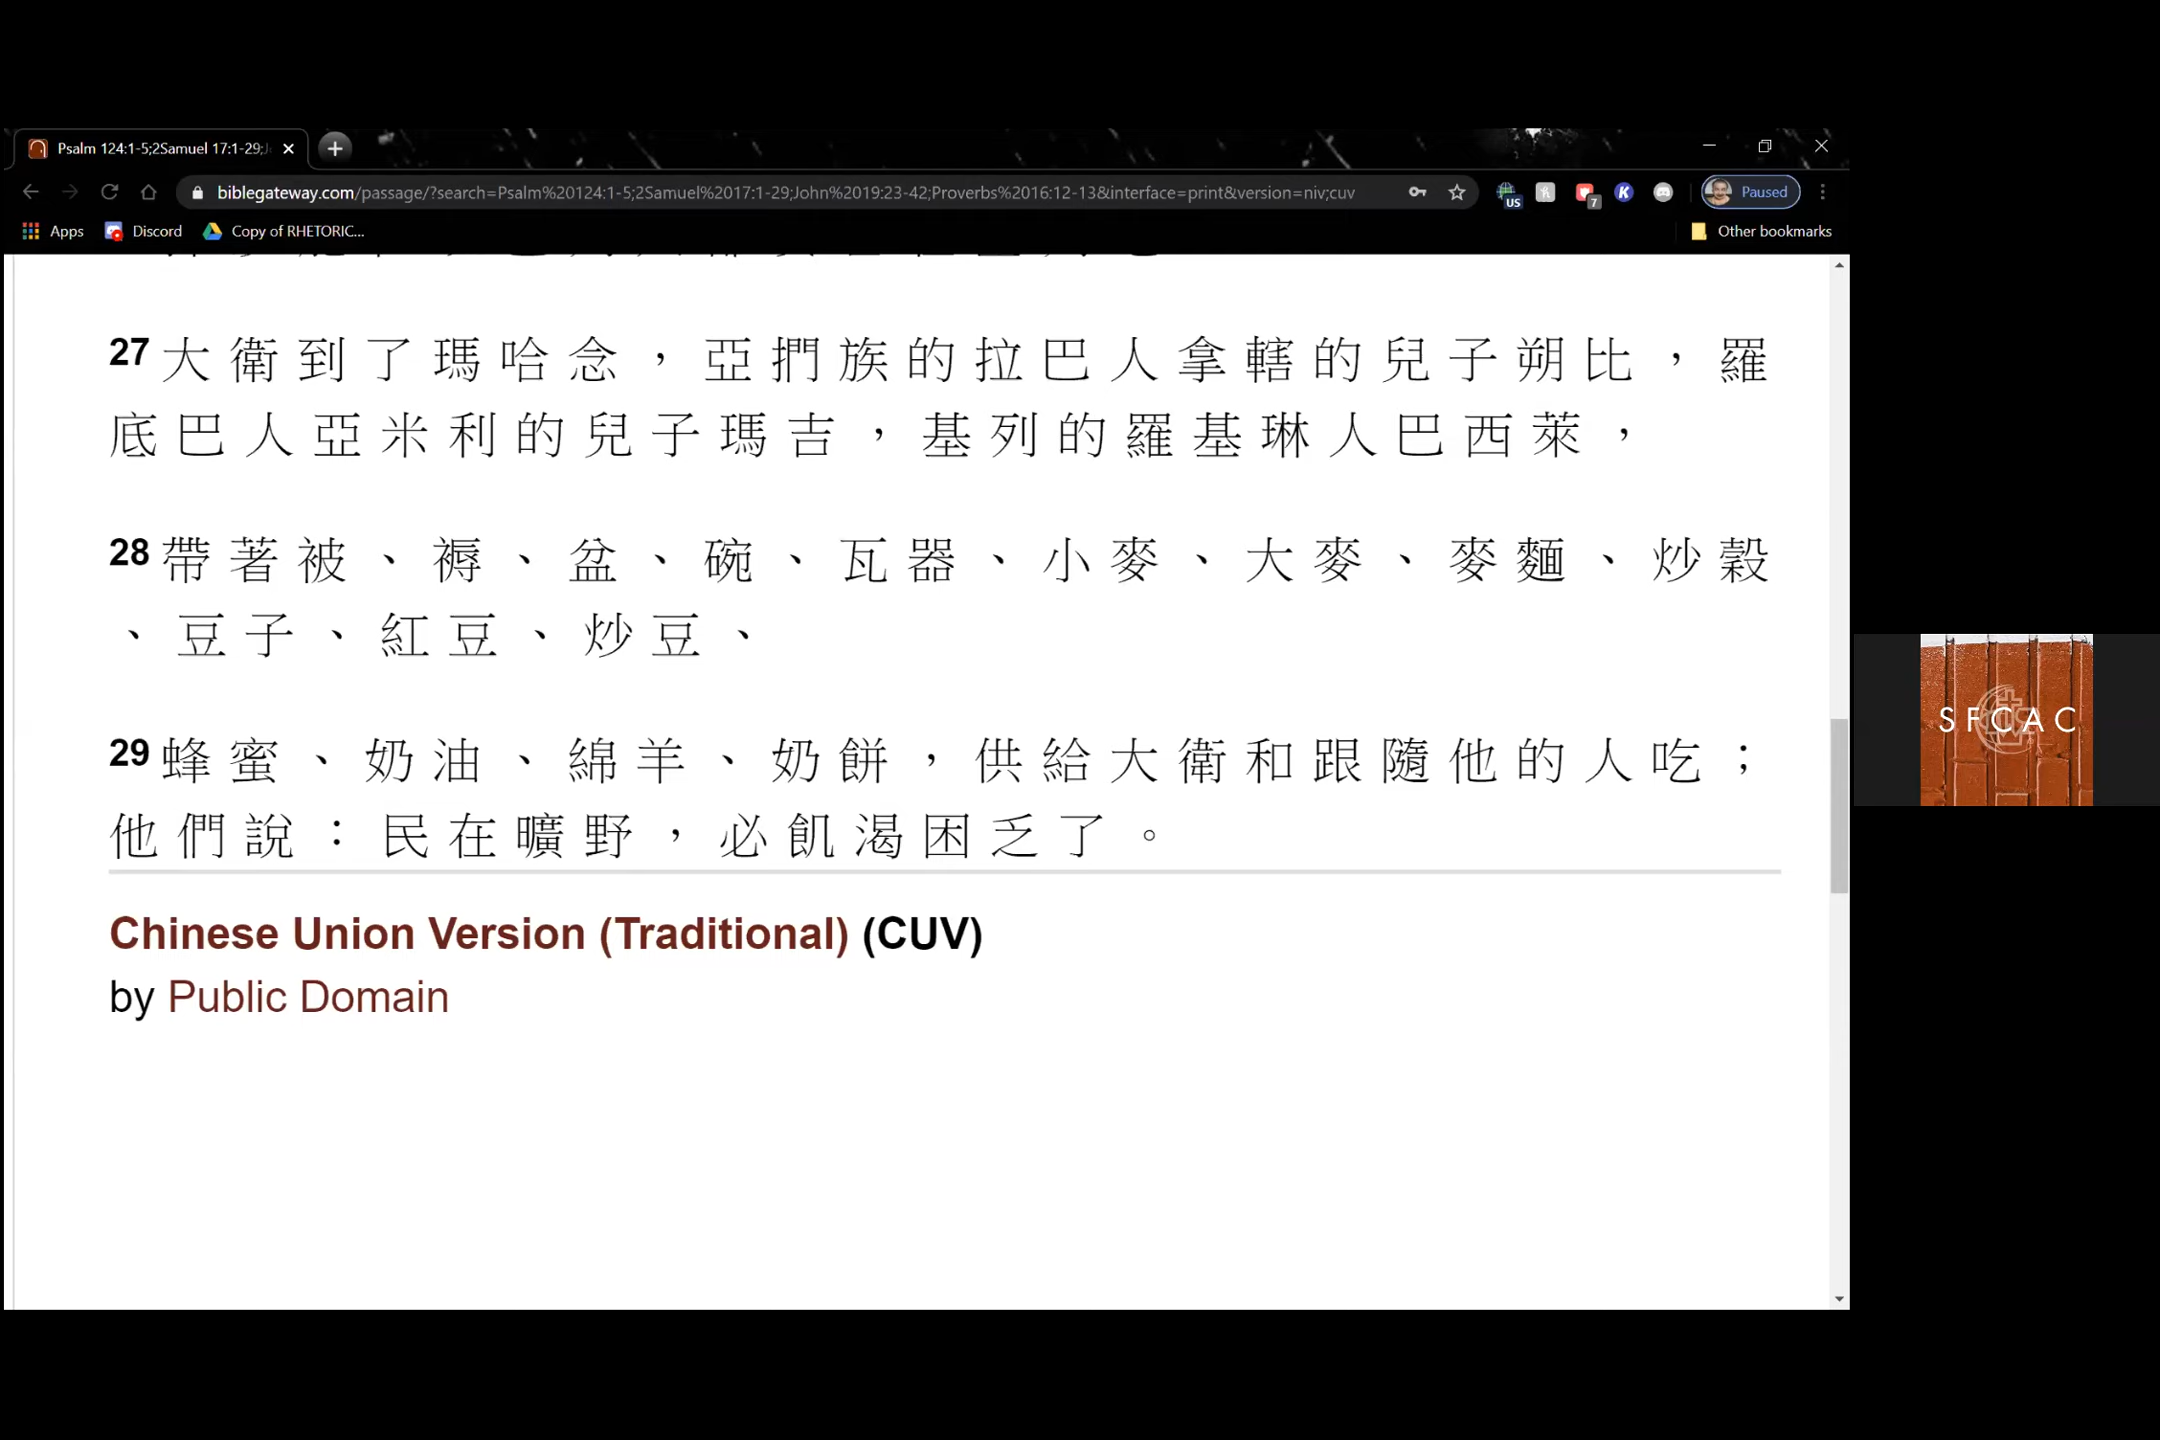 Psalm 124:1-5;2Samuel 17:1-29;J
biblegateway.com/passage/?search=Psalm%20124:1-5;2Samuel%2017:1-29;John%2019:23-42;Proverbs%2016:12-13&interface=print&version=niv;cuv
US
7
K
Paused
Apps
Discord
Copy of RHETORIC...
Other bookmarks
27 大衛到了瑪哈念，亞捫族的拉巴人拿轄的兒子朔比，羅
底巴人亞米利的兒子瑪吉，基列的羅基琳人巴西萊，
28 帶著被、褥、盆、碗、瓦器、小麥、大麥、麥麵、炒穀
、豆子、紅豆、炒豆、
29 蜂蜜、奶油、綿羊、奶餅，供給大衛和跟隨他的人吃；
他們說：民在曠野，必飢渴困乏了。
Chinese Union Version (Traditional) (CUV)
by Public Domain
SFCAC